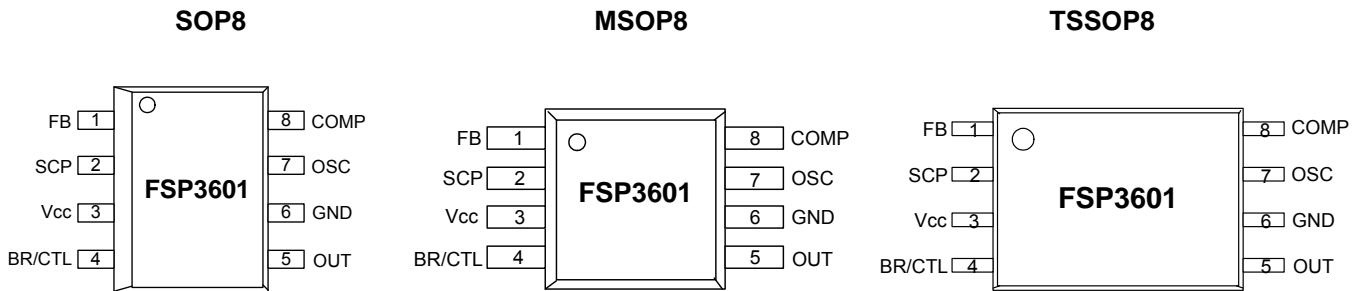 SOP8
MSOP8
TSSOP8
FB 1
8 COMP
SCP 2
7 OSC
FSP3601
Vcc 3
6 GND
BR/CTL 4
5 OUT
FB 1
8 COMP
SCP 2
7 OSC
FSP3601
Vcc 3
6 GND
BR/CTL 4
5 OUT
FB 1
8 COMP
SCP 2
7 OSC
FSP3601
Vcc 3
6 GND
BR/CTL 4
5 OUT